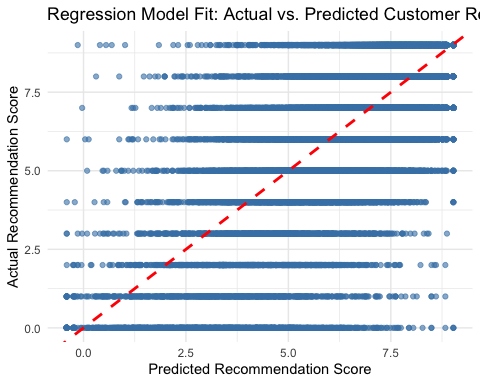 Regression Model Fit: Actual vs. Predicted Customer Re
7.5
5.0
2.5
0.0
Actual Recommendation Score
0.0 2.5 5.0 7.5
Predicted Recommendation Score